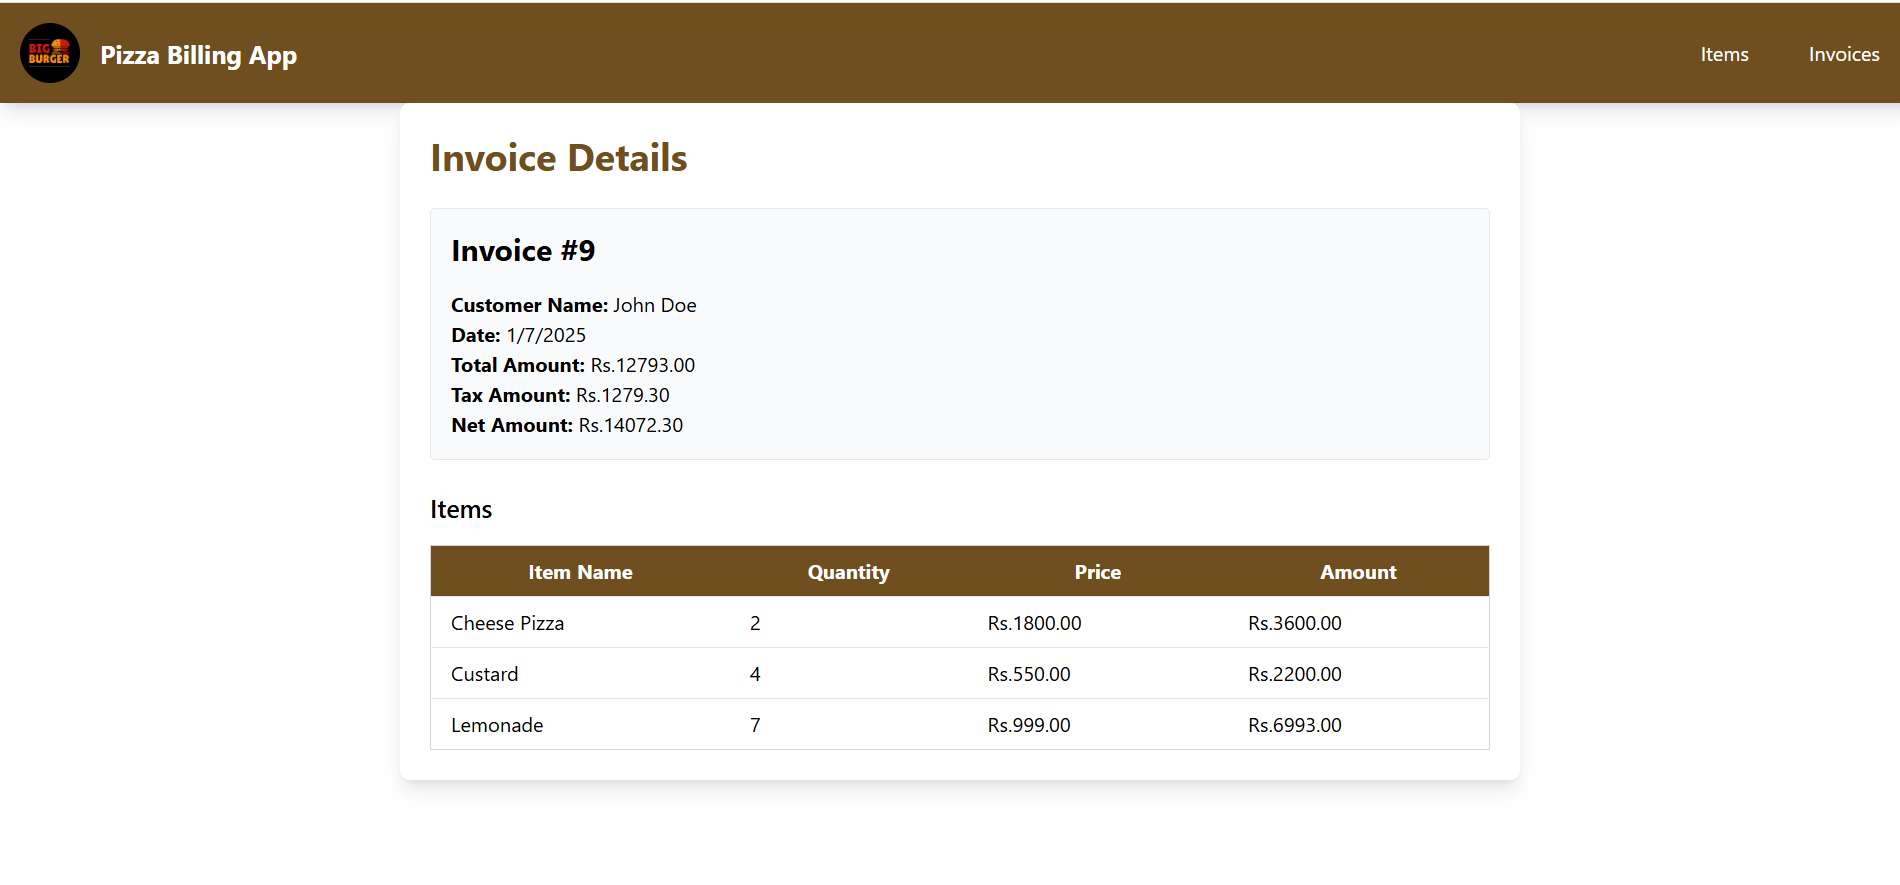 BIG
BURGER
Pizza Billing App
Items
Invoices
Invoice Details
Invoice #9
Customer Name: John Doe
Date: 1/7/2025
Total Amount: Rs.12793.00
Tax Amount: Rs.1279.30
Net Amount: Rs.14072.30
Items
Item Name Quantity Price Amount
Cheese Pizza 2 Rs.1800.00 Rs.3600.00
Custard 4 Rs.550.00 Rs.2200.00
Lemonade 7 Rs.999.00 Rs.6993.00